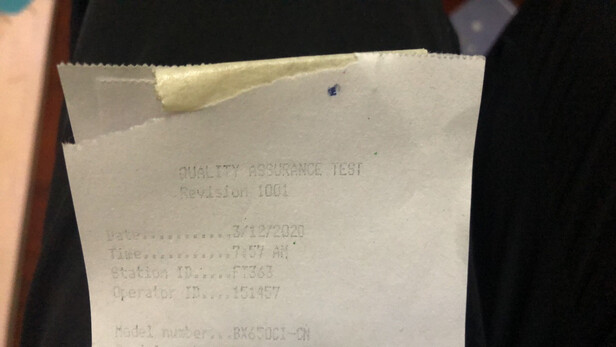 QUALITY ASSURANCE TEST
Revision 1001
Date...........3/12/2020
Time...........7:57 AM
Station ID.....FT363
Operator ID....151457
Model number...BX650CI-CN